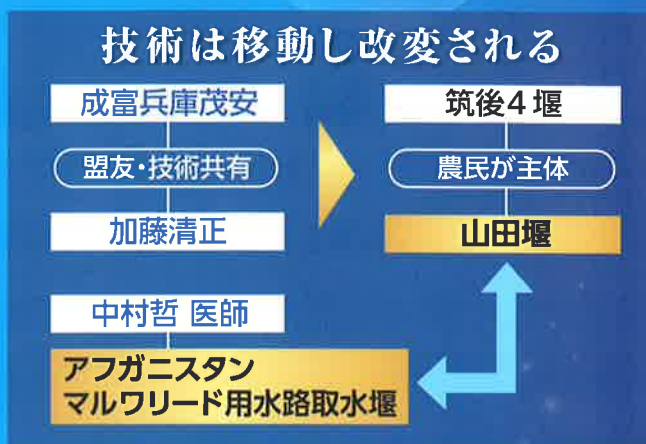 技術は移動し改変される
成富兵庫茂安
盟友・技術共有
加藤清正
筑後4堰
農民が主体
山田堰
中村哲 医師
アフガニスタン
マルワリード用水路取水堰